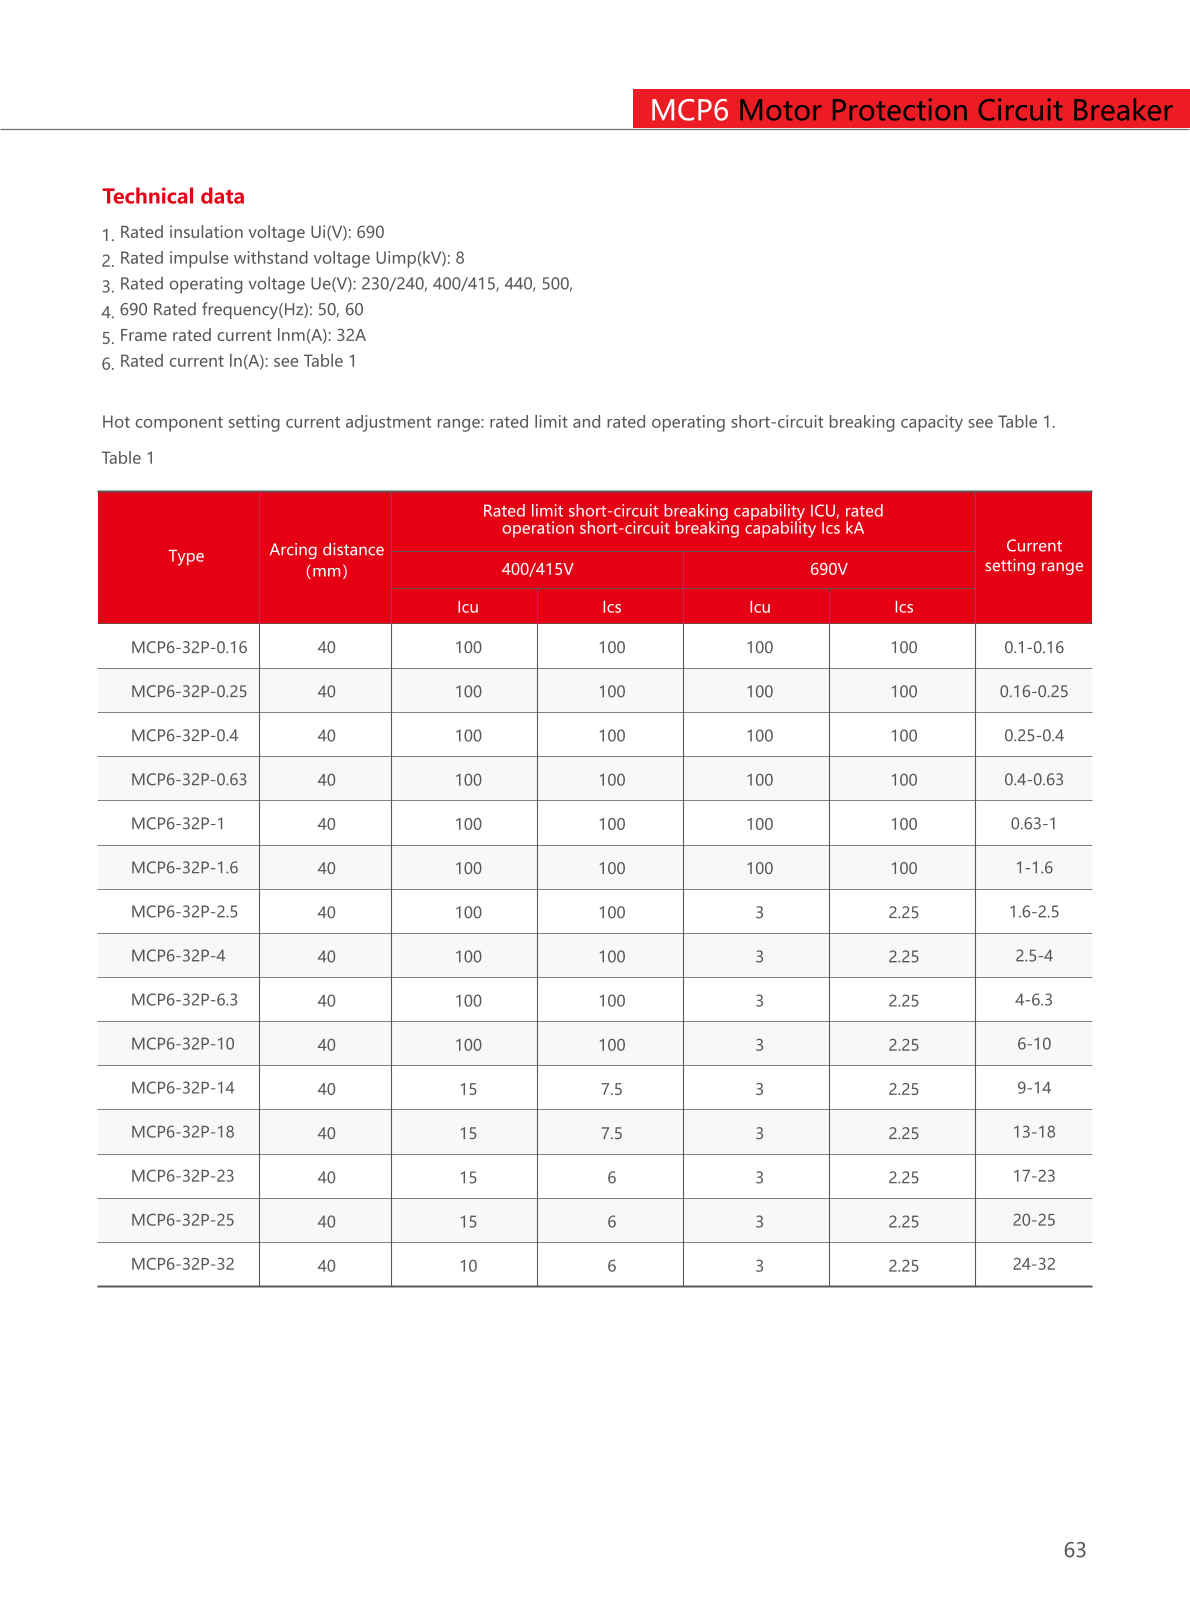 MCP6 Motor Protection Circuit Breaker
Technical data
1. Rated insulation voltage Ui(V): 690
2. Rated impulse withstand voltage Uimp(kV): 8
3. Rated operating voltage Ue(V): 230/240, 400/415, 440, 500,
4. 690 Rated frequency(Hz): 50, 60
5. Frame rated current lnm(A): 32A
6. Rated current ln(A): see Table 1
Hot component setting current adjustment range: rated limit and rated operating short-circuit breaking capacity see Table 1.
Table 1
Type
Arcing distance
(mm)
Rated limit short-circuit breaking capability ICU, rated
operation short-circuit breaking capability Ics kA
Current
setting range
400/415V 690V
Icu Ics Icu Ics
MCP6-32P-0.16 40 100 100 100 100 0.1-0.16
MCP6-32P-0.25 40 100 100 100 100 0.16-0.25
MCP6-32P-0.4 40 100 100 100 100 0.25-0.4
MCP6-32P-0.63 40 100 100 100 100 0.4-0.63
MCP6-32P-1 40 100 100 100 100 0.63-1
MCP6-32P-1.6 40 100 100 100 100 1-1.6
MCP6-32P-2.5 40 100 100 3 2.25 1.6-2.5
MCP6-32P-4 40 100 100 3 2.25 2.5-4
MCP6-32P-6.3 40 100 100 3 2.25 4-6.3
MCP6-32P-10 40 100 100 3 2.25 6-10
MCP6-32P-14 40 15 7.5 3 2.25 9-14
MCP6-32P-18 40 15 7.5 3 2.25 13-18
MCP6-32P-23 40 15 6 3 2.25 17-23
MCP6-32P-25 40 15 6 3 2.25 20-25
MCP6-32P-32 40 10 6 3 2.25 24-32
63